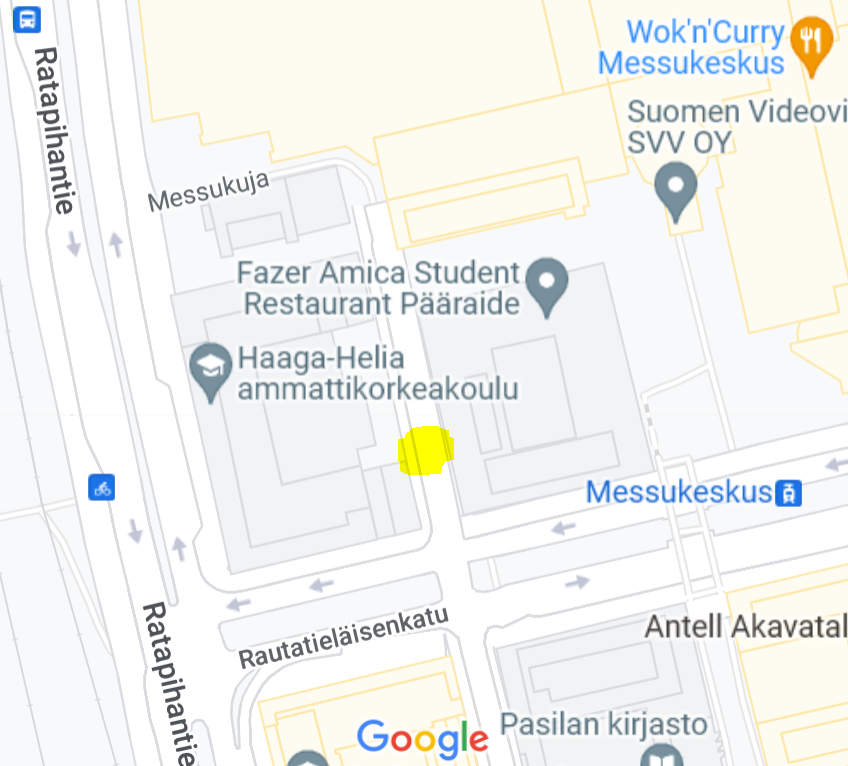 Wok'n'Curry
Messukeskus
Ratapihantie
Suomen Videovi
SVV OY
Messukuja
Fazer Amica Student
Restaurant Pääraide
Haaga-Helia
ammattikorkeakoulu
Messukeskus
Ratapihantie
Rautatieläisenkatu
Antell Akavatal
Pasilan kirjasto
Google